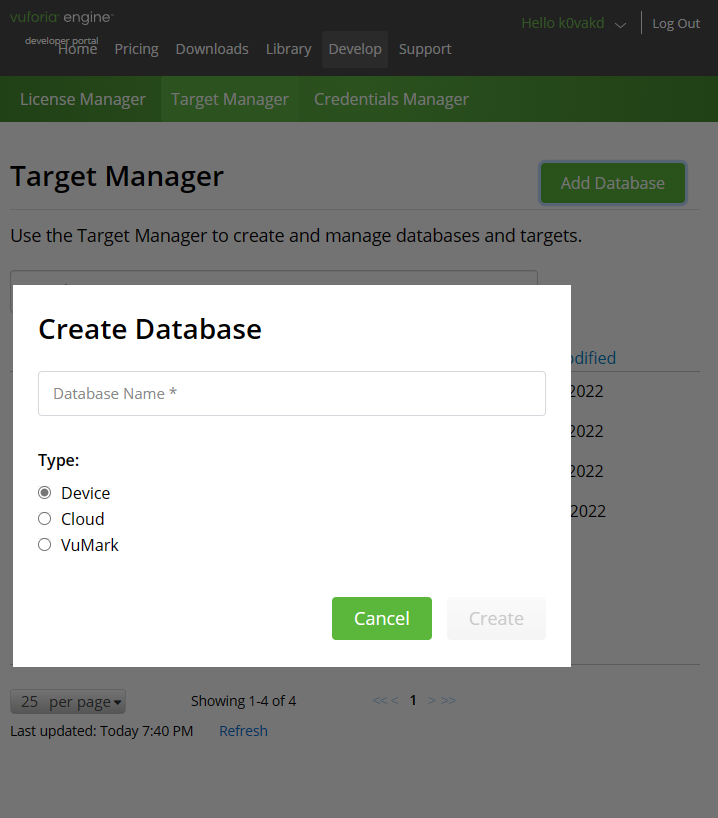 vuforia engine™
developer portal
Hello k0vakd
Log Out
Home Pricing Downloads Library Develop Support
License Manager Target Manager Credentials Manager
Target Manager
Add Database
Use the Target Manager to create and manage databases and targets.
Create Database
odified
Database Name *
2022
2022
Type:
2022
Device
2022
Cloud
VuMark
Cancel Create
25 per page
Showing 1-4 of 4
<< < 1 > >>
Last updated: Today 7:40 PM Refresh